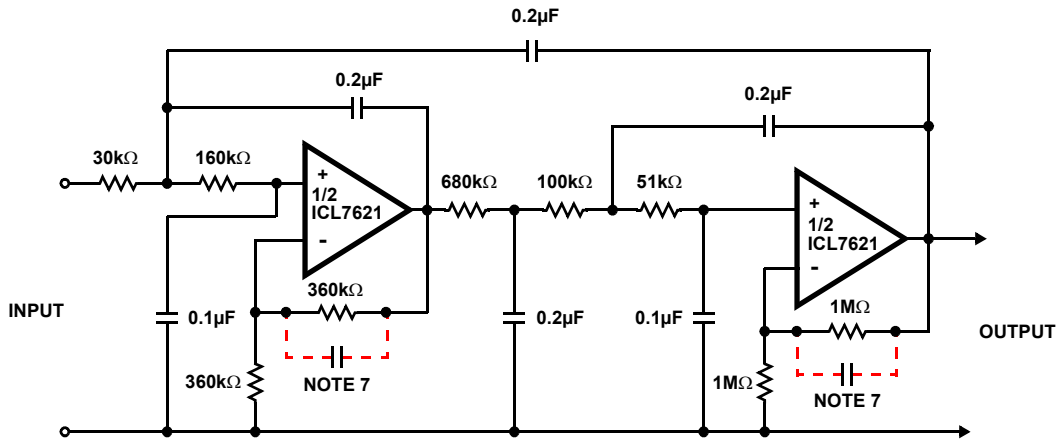 0.2µF
0.2µF
0.2µF
30kΩ
160kΩ
680kΩ
100kΩ
51kΩ
+
1/2
ICL7621
-
+
1/2
ICL7621
-
INPUT
0.1µF
360kΩ
0.2µF
0.1µF
1MΩ
OUTPUT
360kΩ
NOTE 7
1MΩ
NOTE 7